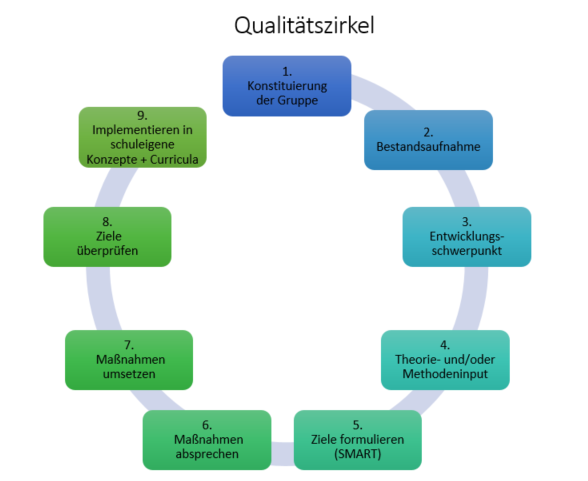 Qualitätszirkel
1.
Konstituierung
der Gruppe
2.
Bestandsaufnahme
3.
Entwicklungs-
schwerpunkt
4.
Theorie- und/oder
Methodeninput
5.
Ziele formulieren
(SMART)
6.
Maßnahmen
absprechen
7.
Maßnahmen
umsetzen
8.
Ziele
überprüfen
9.
Implementieren in
schuleigene
Konzepte + Curricula